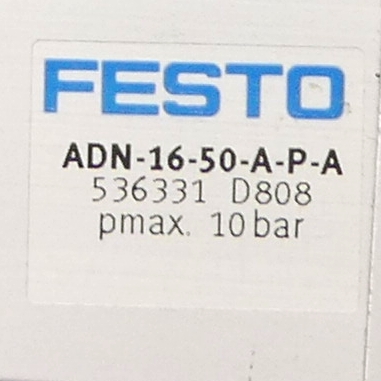 FESTO
ADN-16-50-A-P-A
536331 D808
pmax. 10 bar